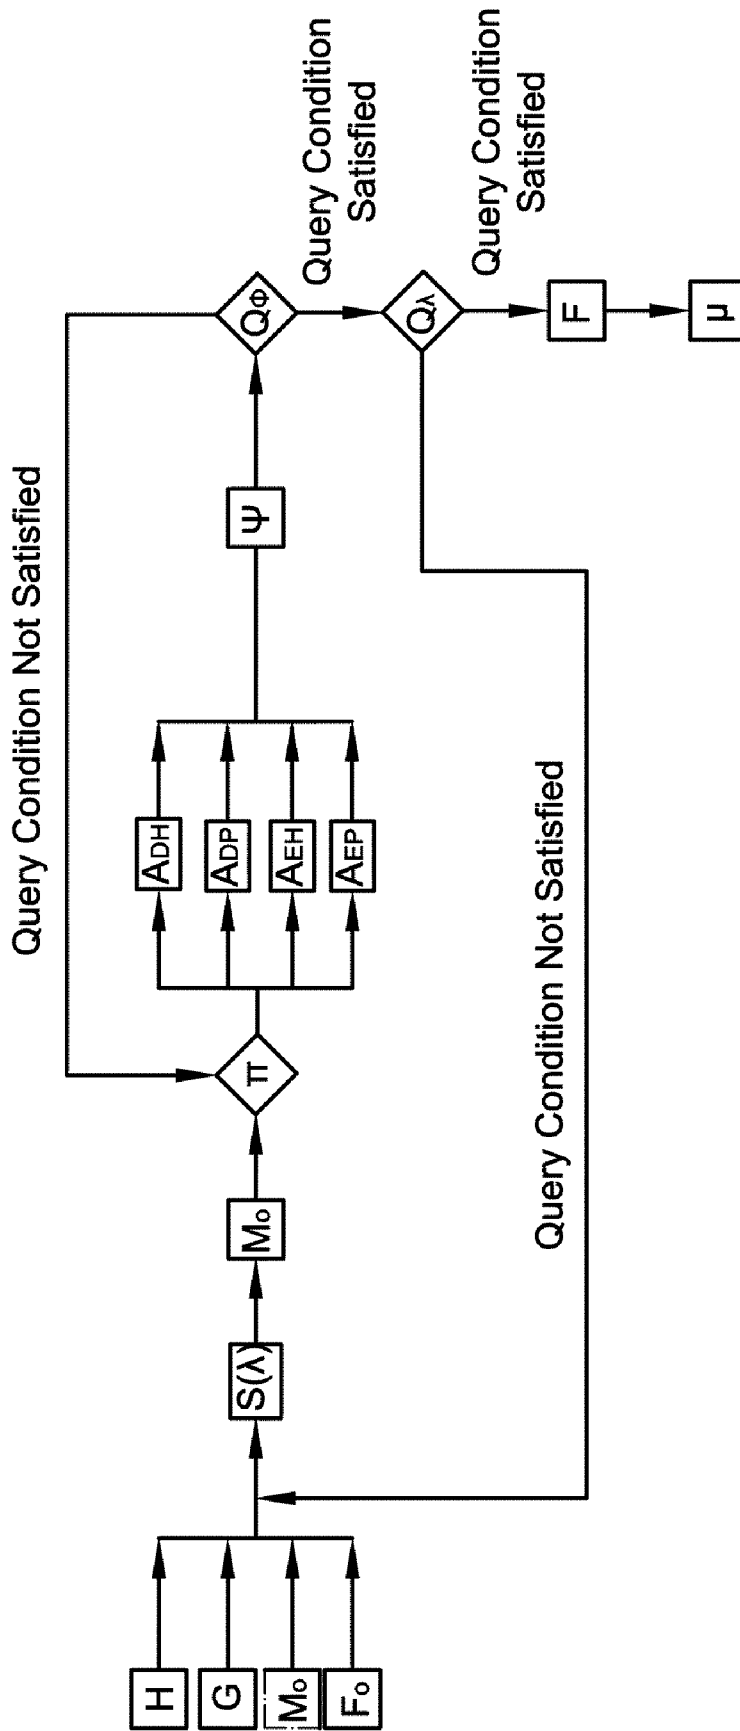 H
G
Mo
Fo
S(λ)
Mo
π
ADH
ADP
AEH
AEP
Ψ
QΦ
Query Condition Not Satisfied
Query Condition
Satisfied
Qλ
Query Condition Not Satisfied
Query Condition
Satisfied
F
μ